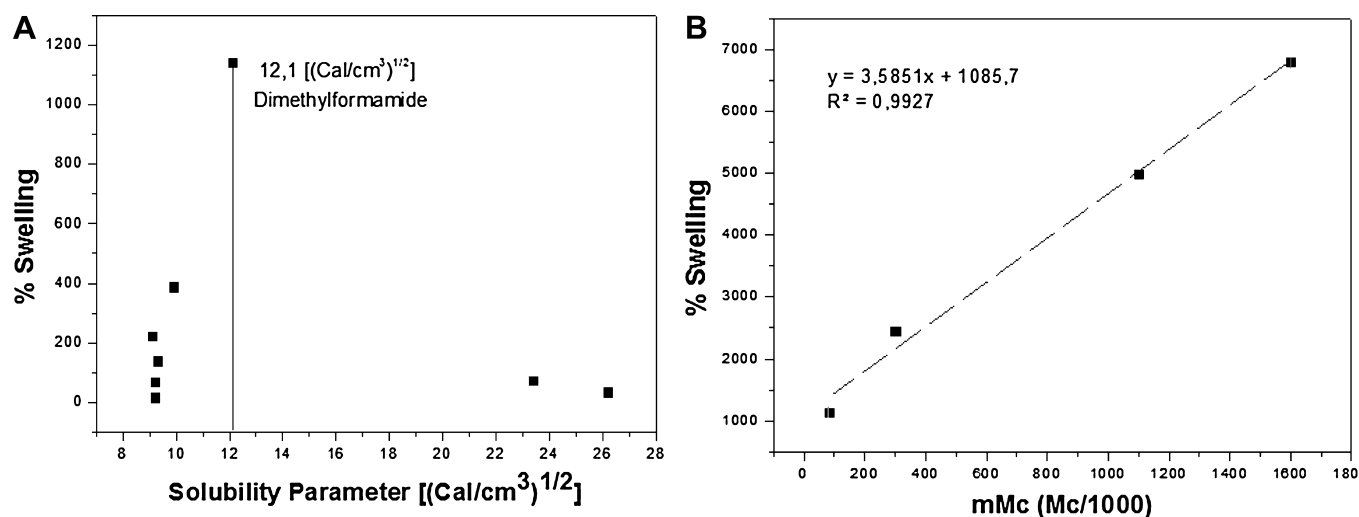 A
1200
1000
800
600
400
200
0
% Swelling
12,1 [(Cal/cm³)¹/²]
Dimethylformamide
8 10 12 14 16 18 20 22 24 26 28
Solubility Parameter [(Cal/cm³)¹/²]
B
7000
6000
5000
4000
3000
2000
1000
% Swelling
y = 3,5851x + 1085,7
R² = 0,9927
0 200 400 600 800 1000 1200 1400 1600 180
mMc (Mc/1000)